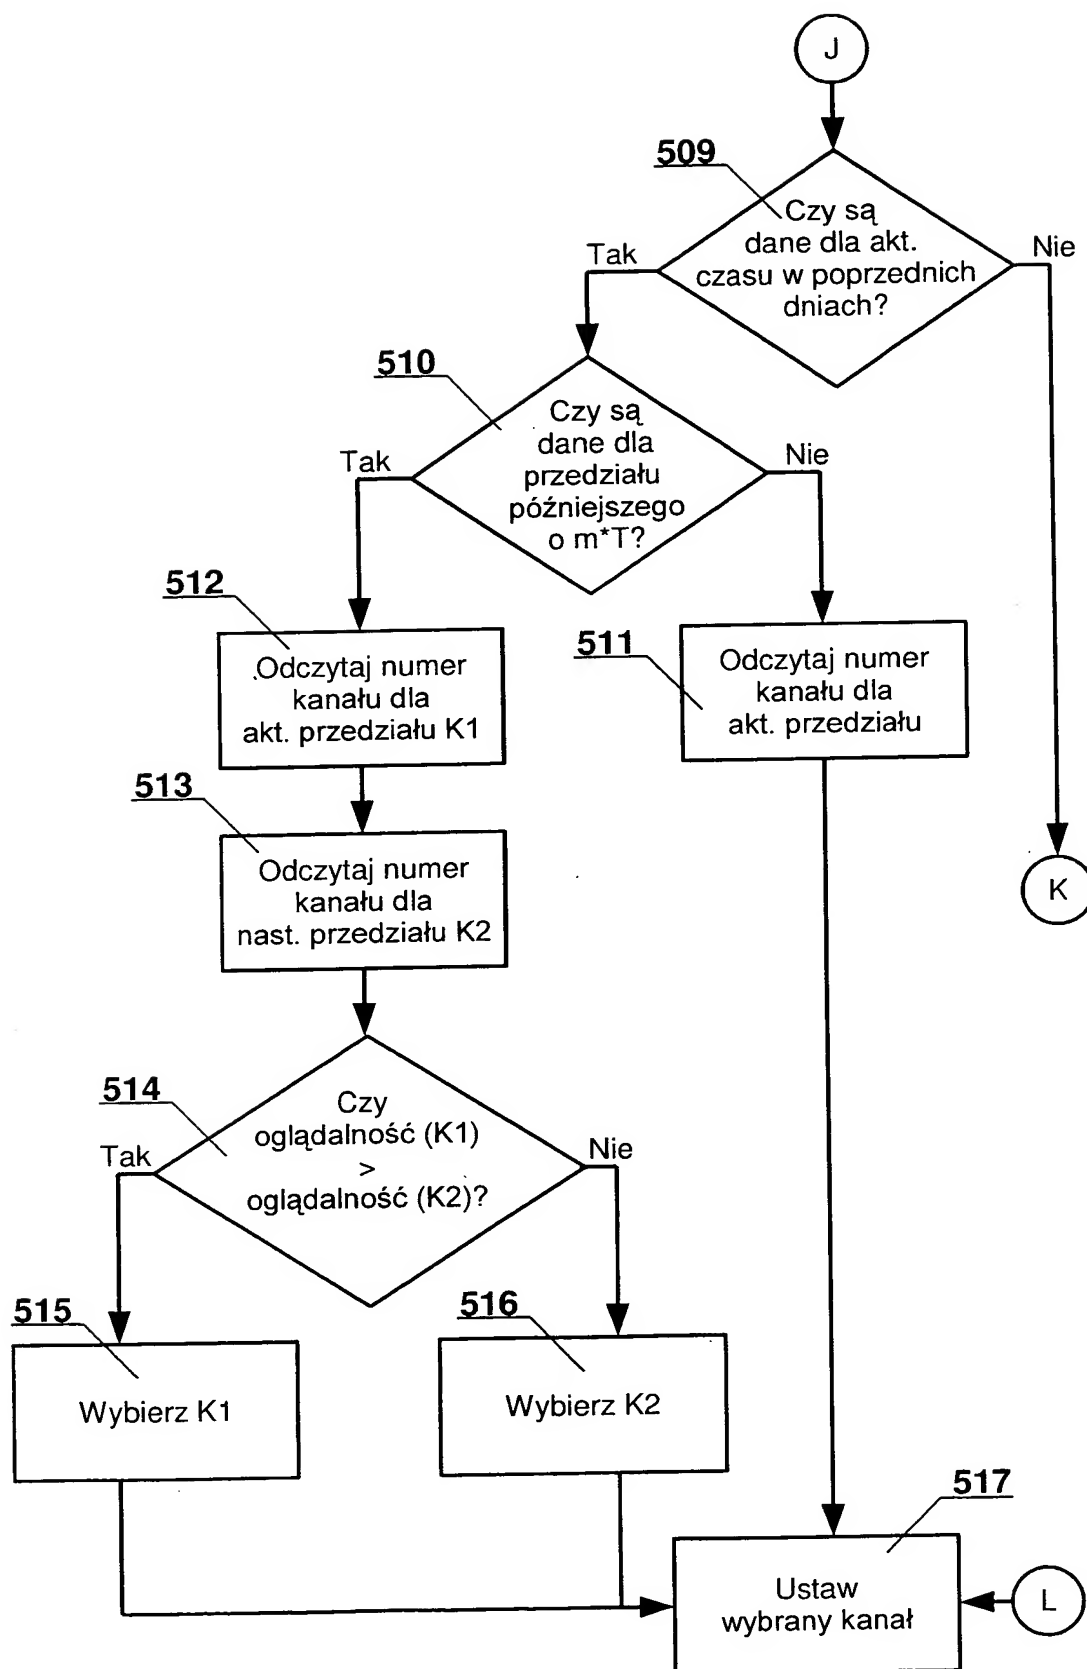 J
509
Czy są
dane dla akt.
czasu w poprzednich
dniach?
Tak
Nie
510
Czy są
dane dla
przedziału
późniejszego
o m*T?
Tak
Nie
512
Odczytaj numer
kanału dla
akt. przedziału K1
511
Odczytaj numer
kanału dla
akt. przedziału
513
Odczytaj numer
kanału dla
nast. przedziału K2
K
514
Czy
oglądalność (K1)
>
oglądalność (K2)?
Tak
Nie
515
Wybierz K1
516
Wybierz K2
517
Ustaw
wybrany kanał
L